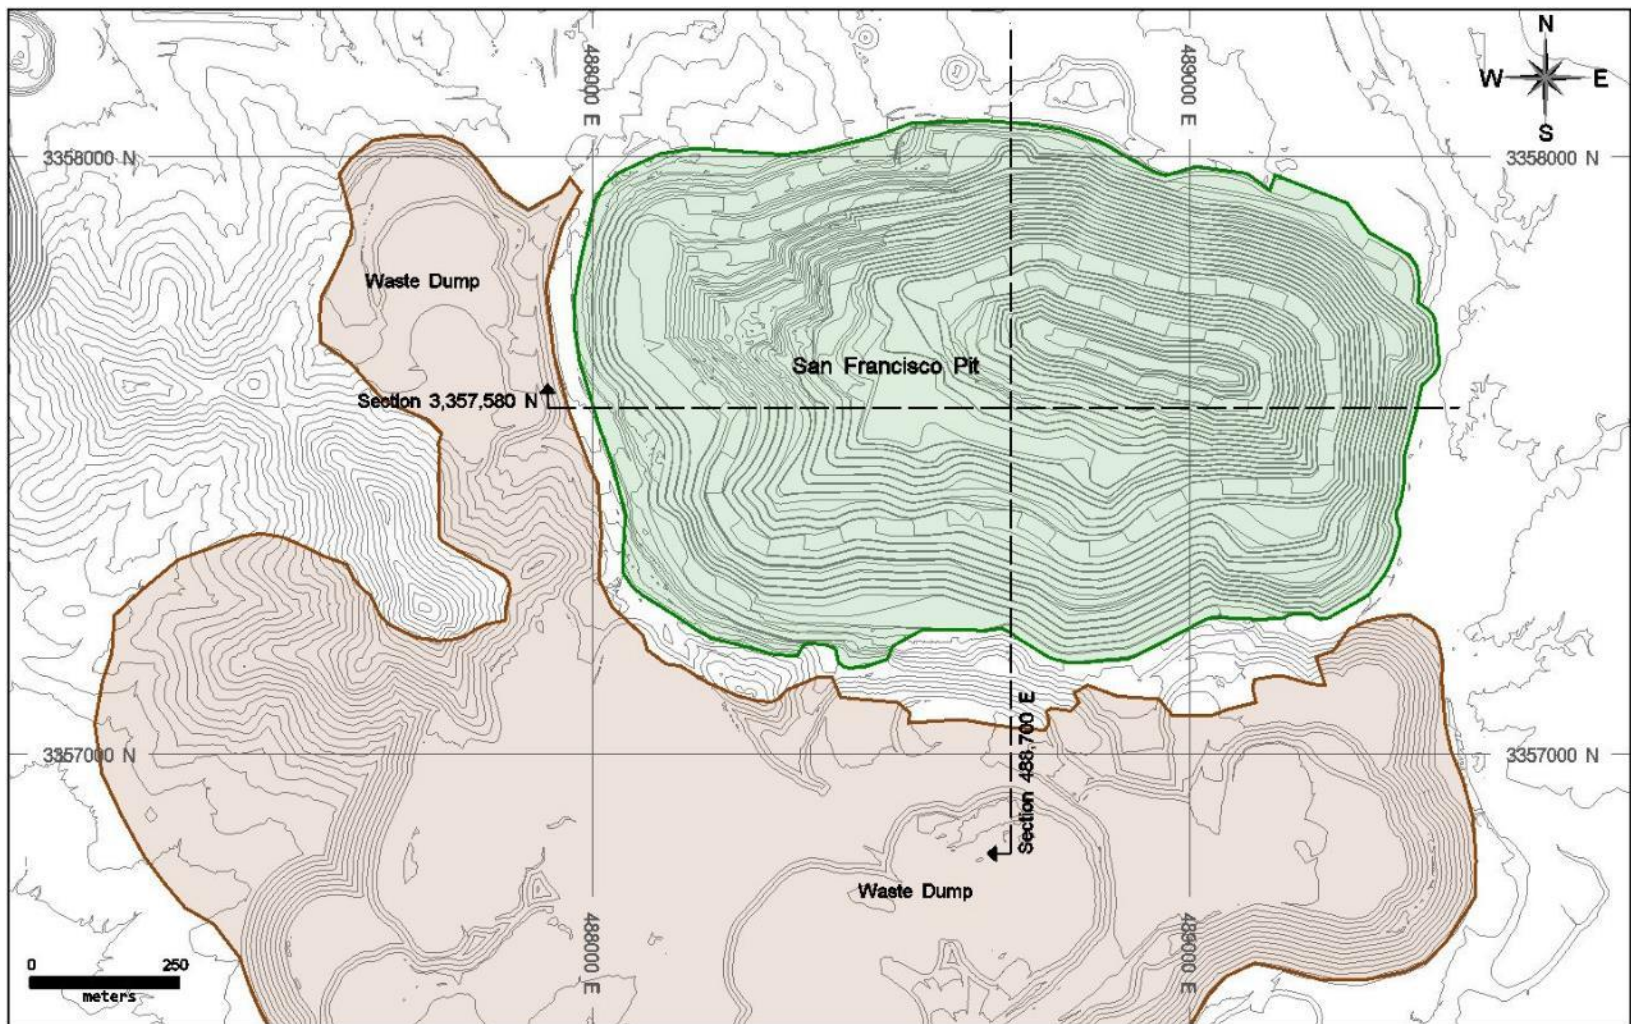 488000 E
489000 E
N
W E
S
3358000 N
3358000 N
Waste Dump
San Francisco Pit
Section 3,357,580 N
Section 488,700 E
3357000 N
3357000 N
Waste Dump
488000 E
489000 E
0 250
meters